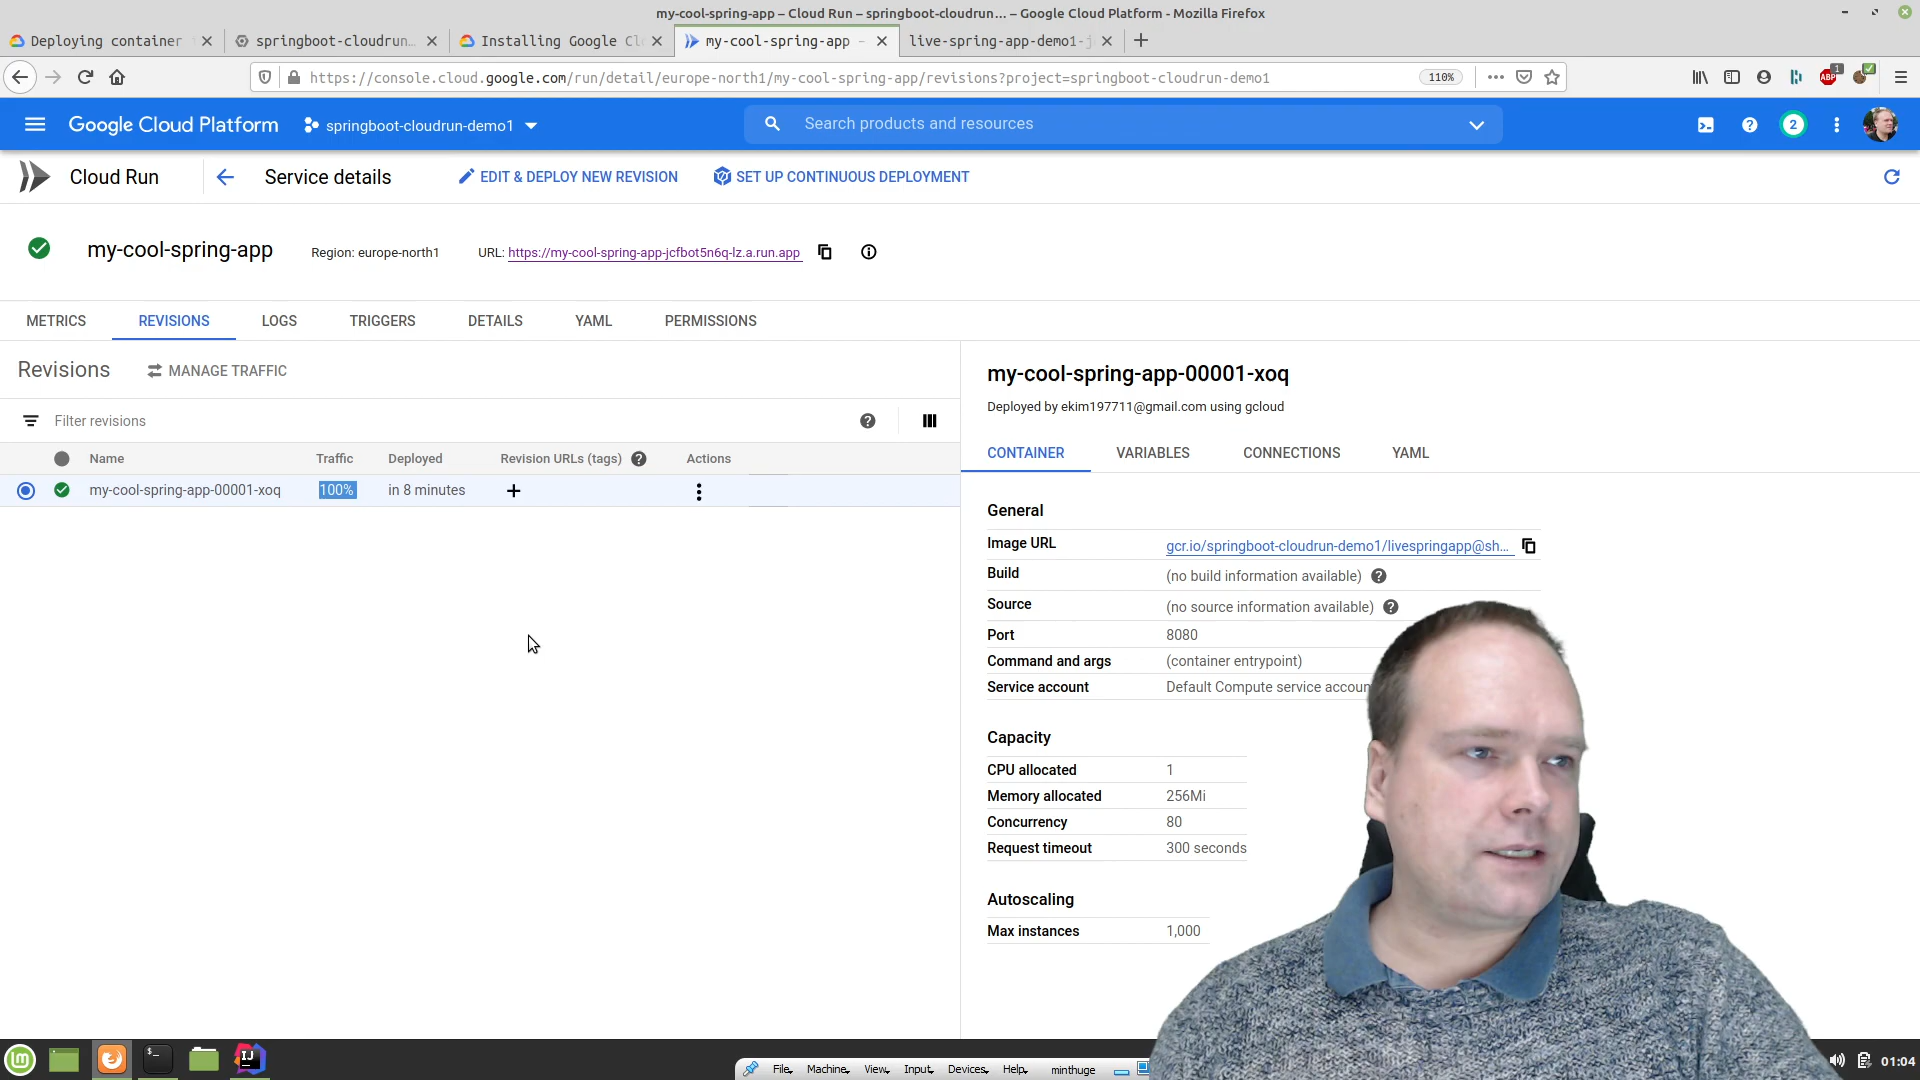 my-cool-spring-app – Cloud Run – springboot-cloudrun… – Google Cloud Platform - Mozilla Firefox
Deploying container
springboot-cloudrun…
Installing Google Cl
my-cool-spring-app –
live-spring-app-demo1-j
https://console.cloud.google.com/run/detail/europe-north1/my-cool-spring-app/revisions?project=springboot-cloudrun-demo1
110%
ABP
1
Google Cloud Platform
springboot-cloudrun-demo1
Search products and resources
2
Cloud Run
Service details
EDIT & DEPLOY NEW REVISION
SET UP CONTINUOUS DEPLOYMENT
my-cool-spring-app
Region: europe-north1
URL: https://my-cool-spring-app-jcfbot5n6q-lz.a.run.app
METRICS
REVISIONS
LOGS
TRIGGERS
DETAILS
YAML
PERMISSIONS
Revisions
MANAGE TRAFFIC
Filter revisions
Name
Traffic
Deployed
Revision URLs (tags)
Actions
my-cool-spring-app-00001-xoq
100%
in 8 minutes
my-cool-spring-app-00001-xoq
Deployed by ekim197711@gmail.com using gcloud
CONTAINER
VARIABLES
CONNECTIONS
YAML
General
Image URL
gcr.io/springboot-cloudrun-demo1/livespringapp@sh…
Build
(no build information available)
Source
(no source information available)
Port
8080
Command and args
(container entrypoint)
Service account
Default Compute service accoun
Capacity
CPU allocated
1
Memory allocated
256Mi
Concurrency
80
Request timeout
300 seconds
Autoscaling
Max instances
1,000
File
Machine
View
Input
Devices
Help
minthuge
01:04